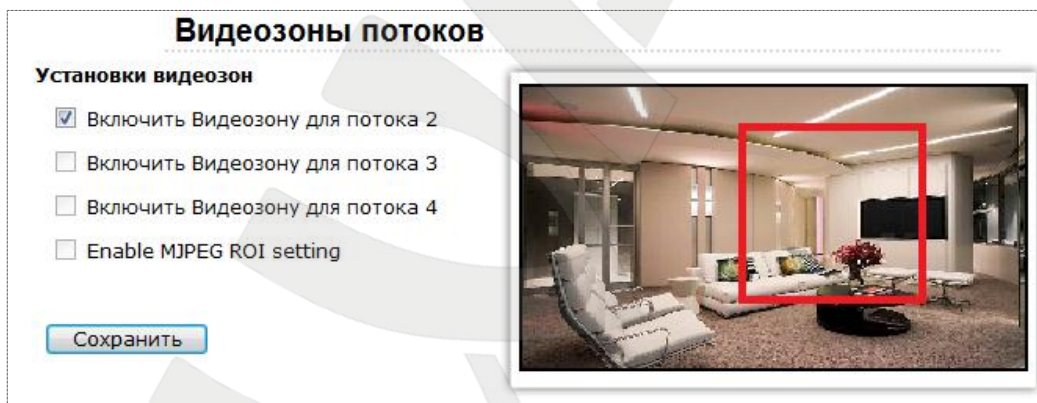 Видеозоны потоков
Установки видеозон
Включить Видеозону для потока 2
Включить Видеозону для потока 3
Включить Видеозону для потока 4
Enable MJPEG ROI setting
Сохранить